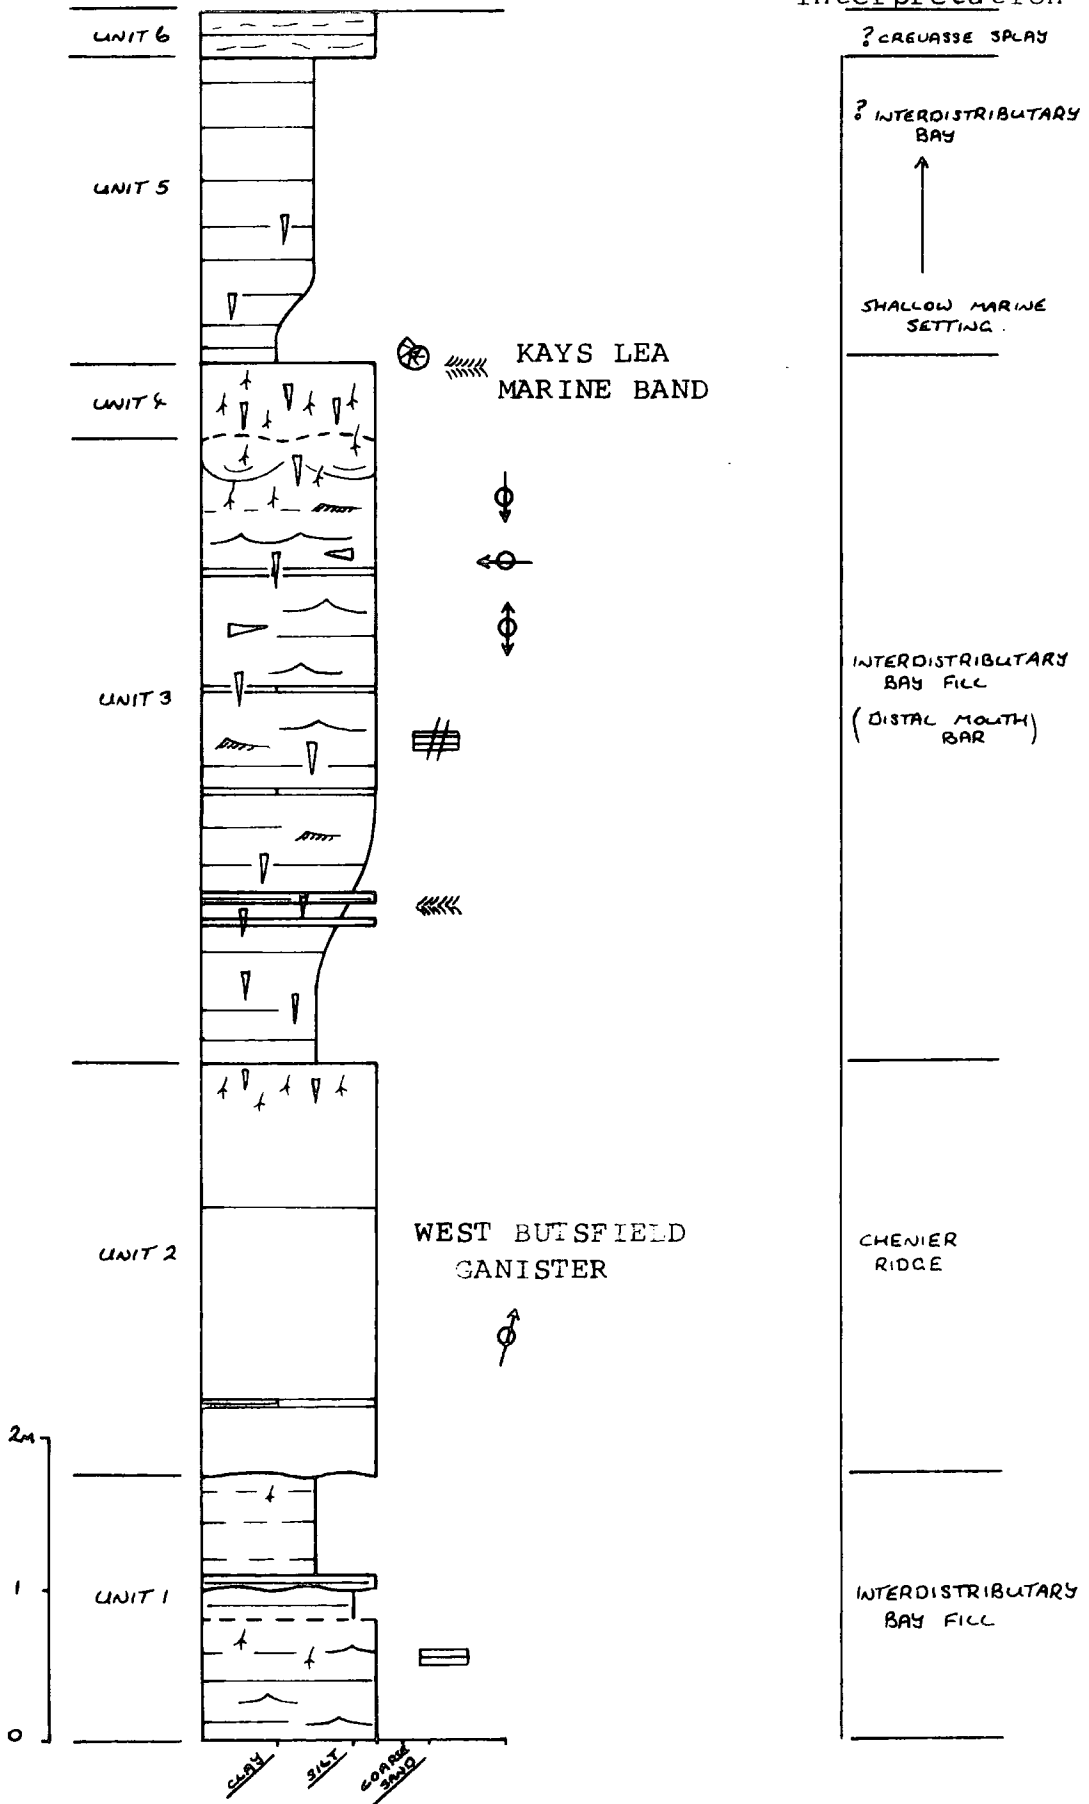 Interpretation
UNIT 6
? CREVASSE SPLAY
? INTERDISTRIBUTARY
BAY
UNIT 5
SHALLOW MARINE
SETTING.
KAYS LEA
MARINE BAND
UNIT 4
UNIT 3
INTERDISTRIBUTARY
BAY FILL
(DISTAL MOUTH)
BAR
WEST BUTSFIELD
GANISTER
UNIT 2
CHENIER
RIDGE
2M
1
UNIT 1
INTERDISTRIBUTARY
BAY FILL
0
CLAY
SILT
COARSE
SAND